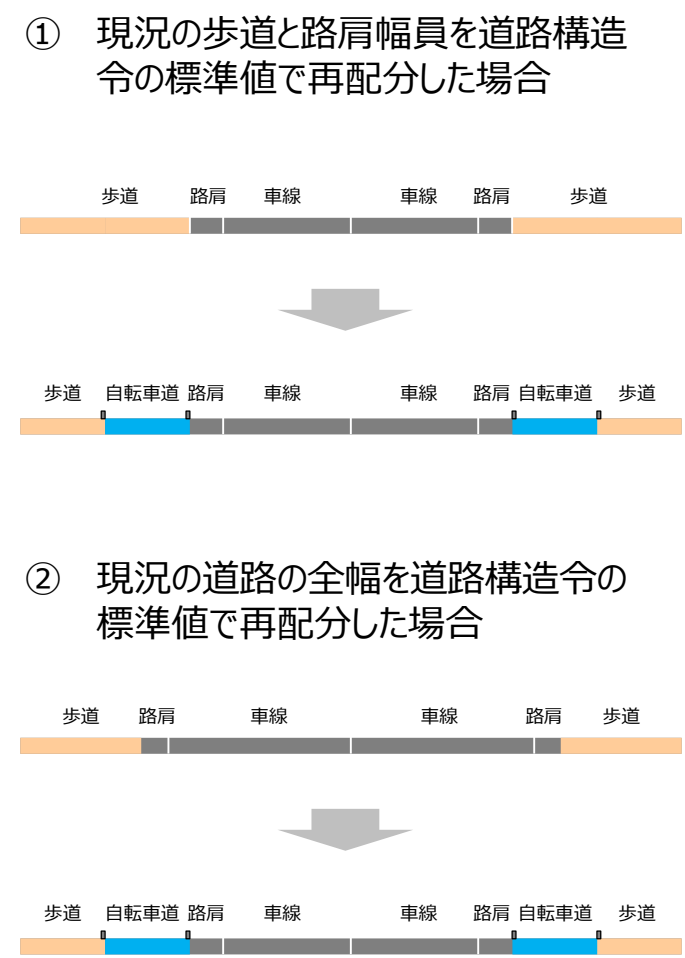 ① 現況の歩道と路肩幅員を道路構造
令の標準値で再配分した場合
歩道 路肩 車線 車線 路肩 歩道
歩道 自転車道 路肩 車線 車線 路肩 自転車道 歩道
② 現況の道路の全幅を道路構造令の
標準値で再配分した場合
歩道 路肩 車線 車線 路肩 歩道
歩道 自転車道 路肩 車線 車線 路肩 自転車道 歩道